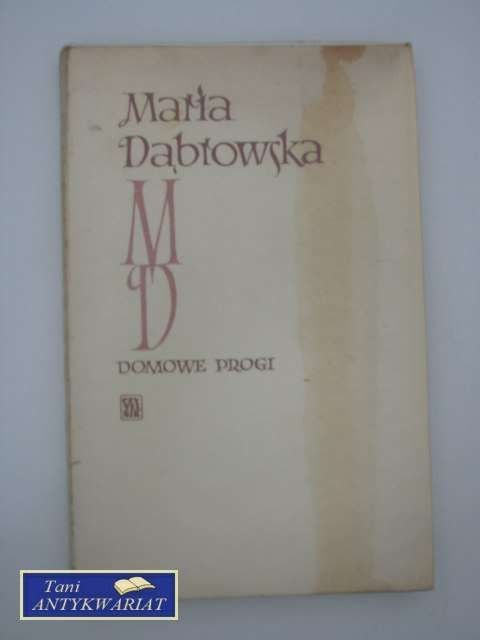 Maria
Dąbrowska
M
D
DOMOWE PROGI
Tani
ANTYKWARIAT